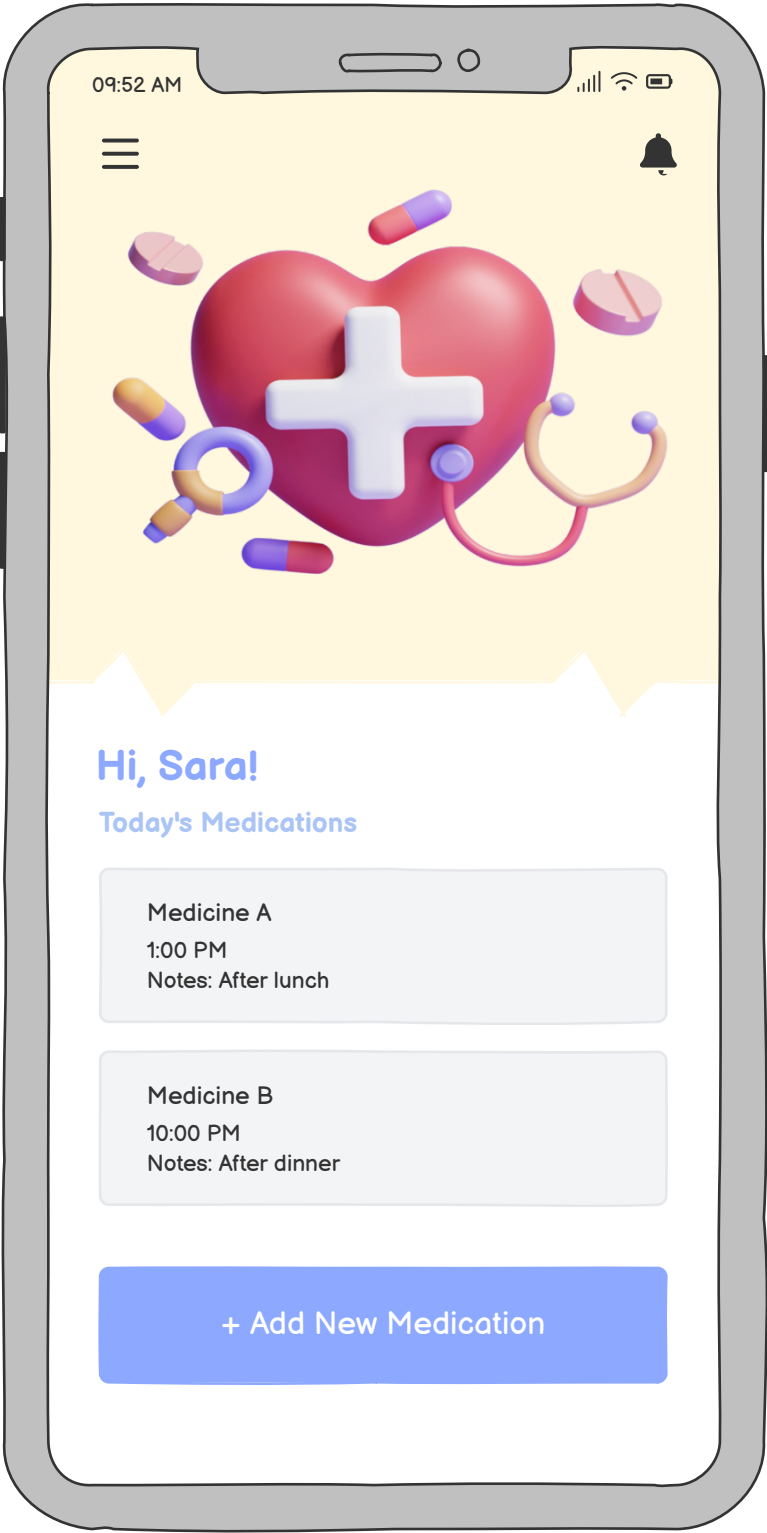 09:52 AM
Hi, Sara!
Today's Medications
Medicine A
1:00 PM
Notes: After lunch
Medicine B
10:00 PM
Notes: After dinner
+ Add New Medication